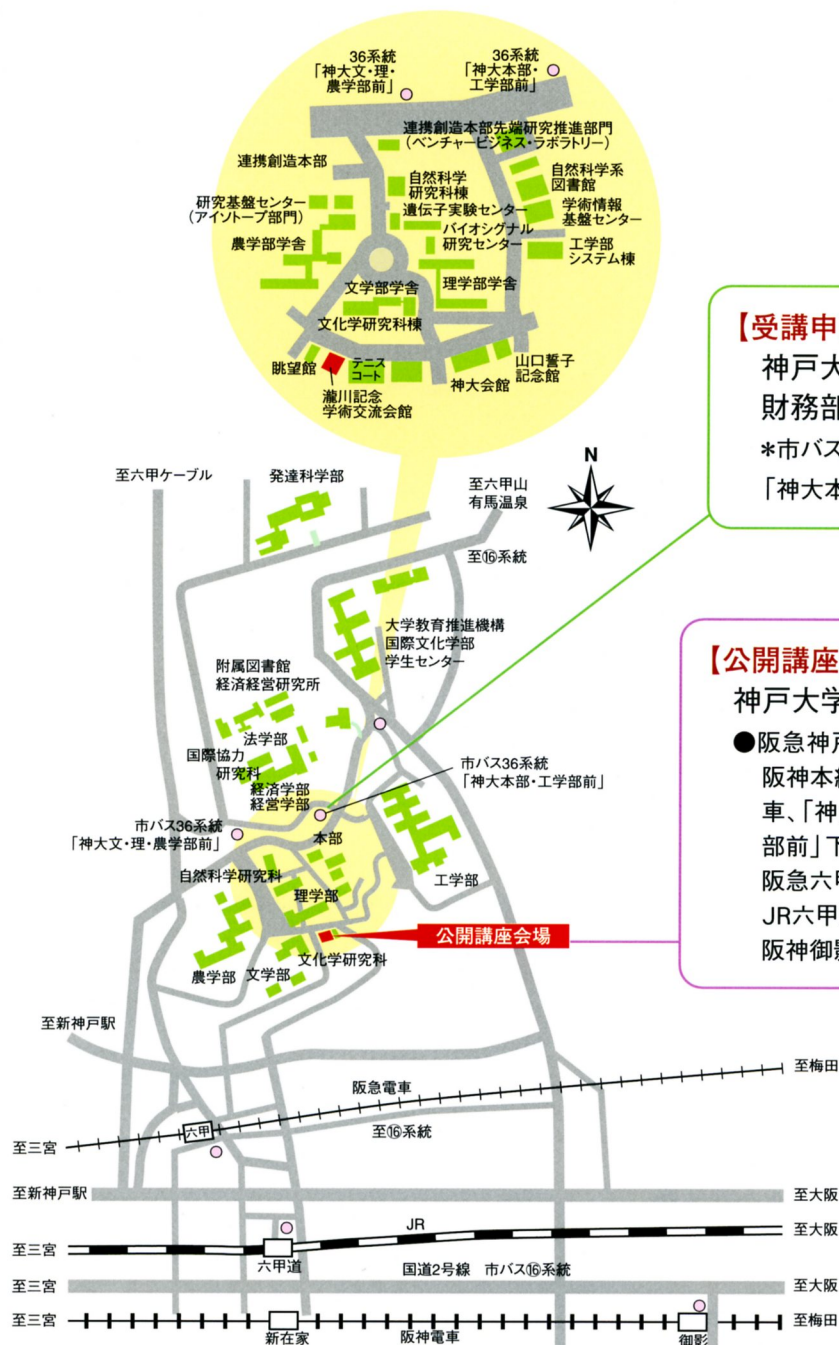 36系統
「神大文・理・
農学部前」
36系統
「神大本部・
工学部前」
連携創造本部先端研究推進部門
(ベンチャービジネス・ラボラトリー)
連携創造本部
自然科学
研究科棟
自然科学系
図書館
研究基盤センター
(アイソトープ部門)
遺伝子実験センター
学術情報
基盤センター
バイオシグナル
研究センター
農学部学舎
工学部
システム棟
文学部学舎
理学部学舎
文化学研究科棟
眺望館
テニス
コート
神大会館
山口誓子
記念館
瀧川記念
学術交流会館
【受講申
神戸大
財務部
*市バス
「神大本
N
至六甲ケーブル
発達科学部
至六甲山
有馬温泉
至⑯系統
大学教育推進機構
国際文化学部
学生センター
附属図書館
経済経営研究所
法学部
国際協力
研究科
経済学部
経営学部
市バス36系統
「神大本部・工学部前」
市バス36系統
「神大文・理・農学部前」
本部
自然科学研究科
理学部
工学部
公開講座会場
農学部
文学部
文化学研究科
【公開講座
神戸大学
●阪急神戸
阪神本線
車、「神
部前」下
阪急六甲
JR六甲
阪神御影
至新神戸駅
至梅田
阪急電車
六甲
至⑯系統
至三宮
至新神戸駅
至大阪
JR
至大阪
至三宮
六甲道
国道2号線 市バス⑯系統
至三宮
至大阪
至三宮
至梅田
新在家
阪神電車
御影